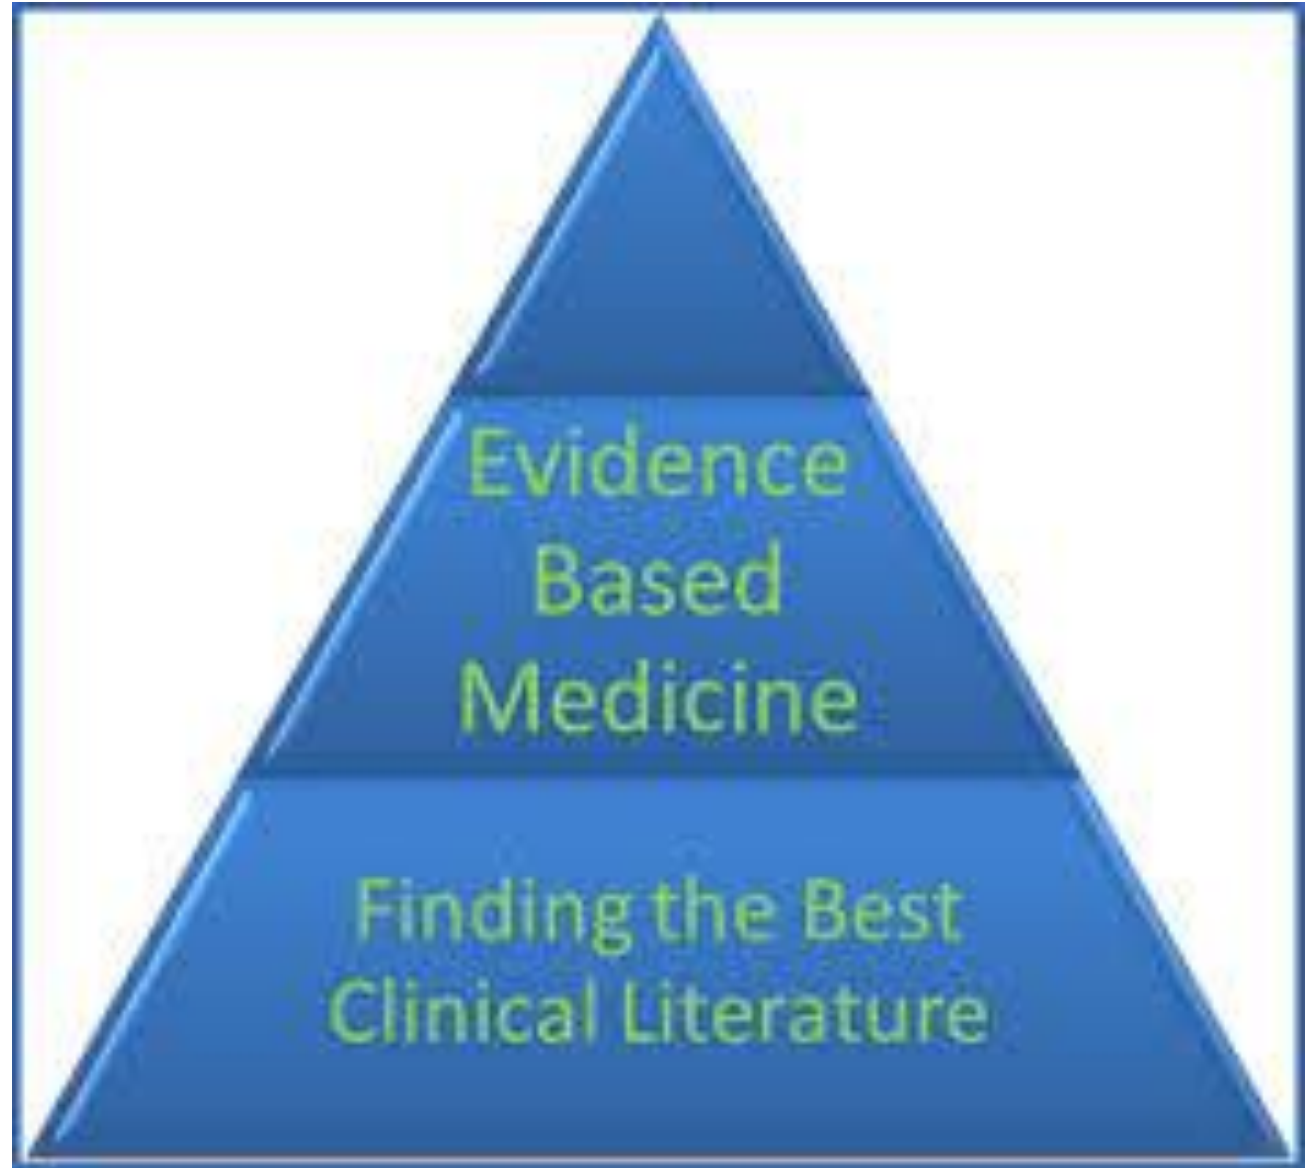 Evidence
Based
Medicine
Finding the Best
Clinical Literature